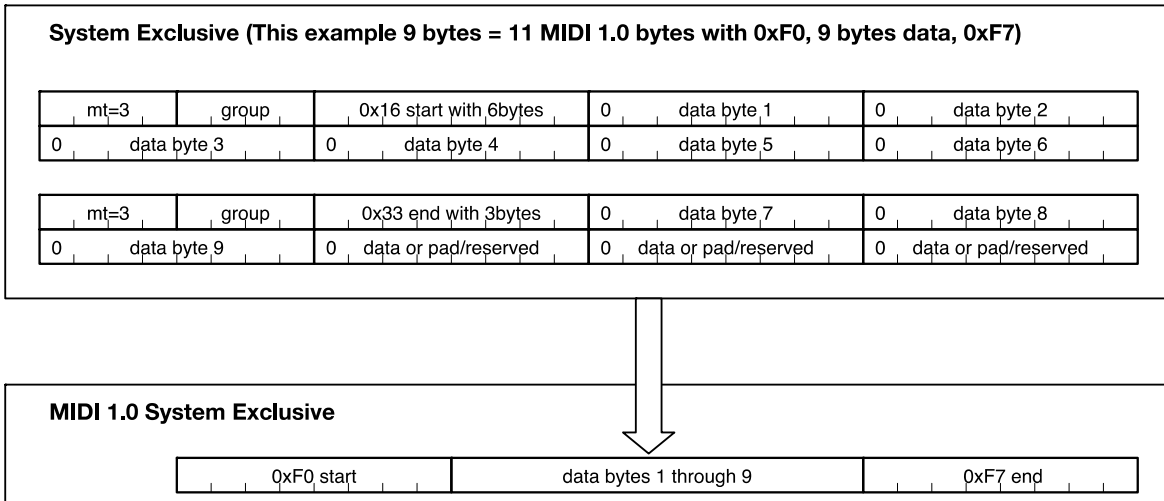 System Exclusive (This example 9 bytes = 11 MIDI 1.0 bytes with 0xF0, 9 bytes data, 0xF7)
mt=3 group 0x16 start with 6bytes 0 data byte 1 0 data byte 2
0 data byte 3 0 data byte 4 0 data byte 5 0 data byte 6
mt=3 group 0x33 end with 3bytes 0 data byte 7 0 data byte 8
0 data byte 9 0 data or pad/reserved 0 data or pad/reserved 0 data or pad/reserved
MIDI 1.0 System Exclusive
0xF0 start data bytes 1 through 9 0xF7 end